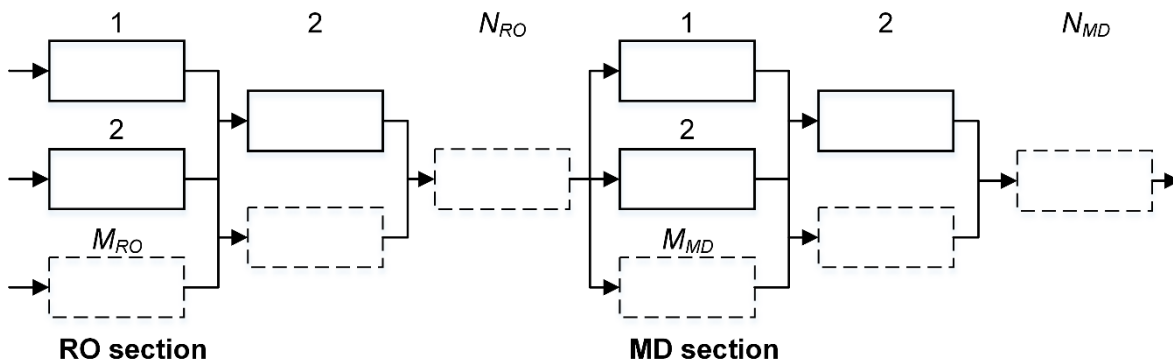 1 2 N_RO 1 2 N_MD
2 2
M_RO M_MD
RO section MD section